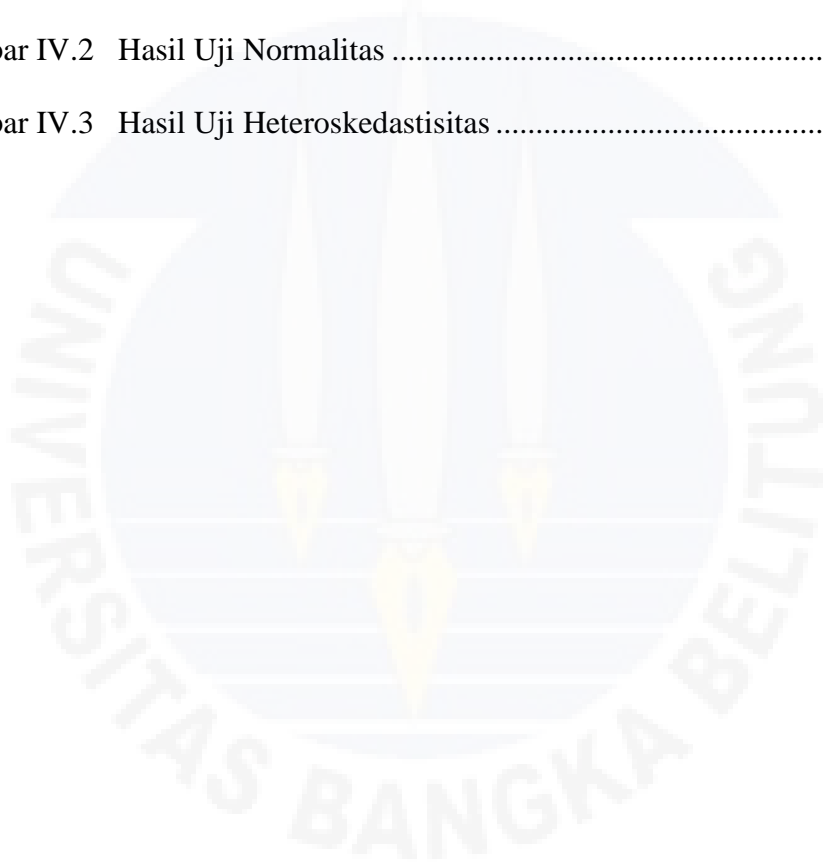 bar IV.2 Hasil Uji Normalitas ......................................................
bar IV.3 Hasil Uji Heteroskedastisitas .........................................
UNIVERSITAS BANGKA BELITUNG